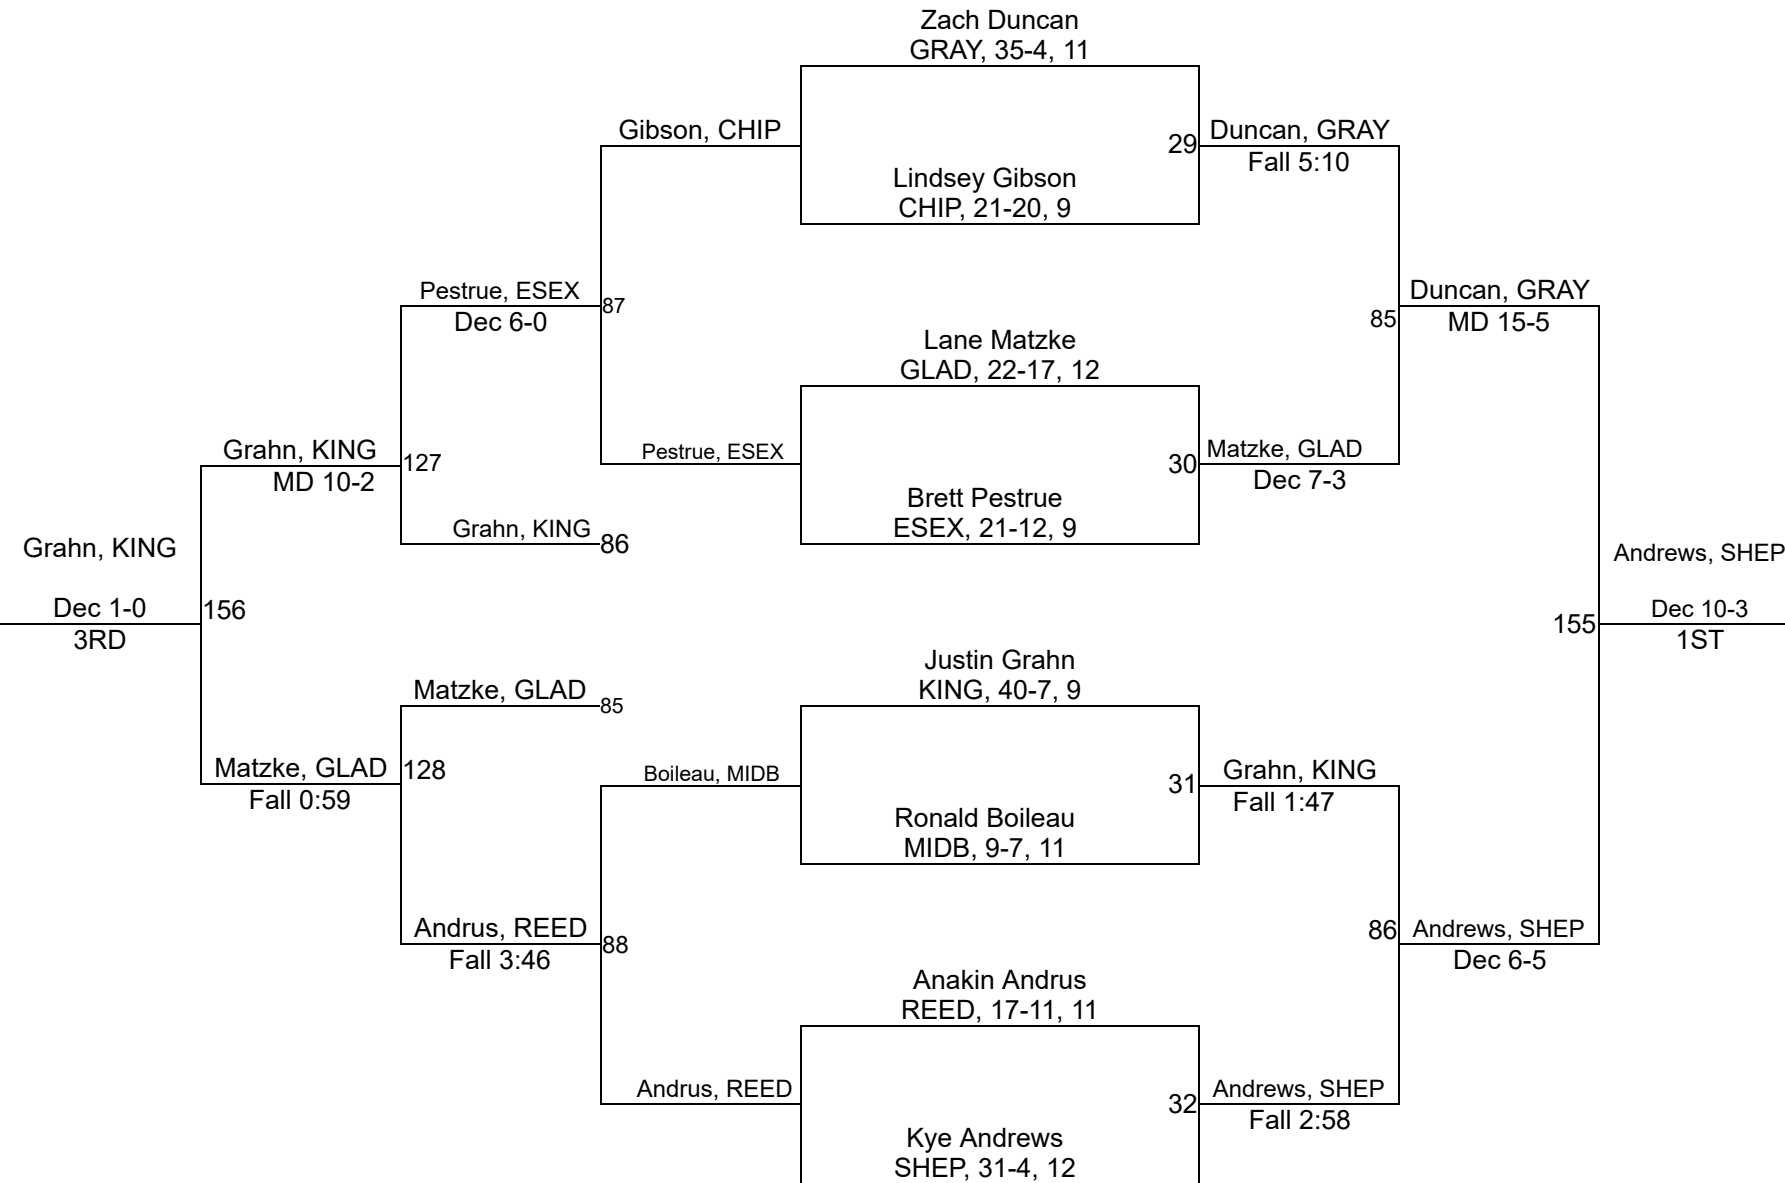 Zach Duncan
GRAY, 35-4, 11
Gibson, CHIP
29
Duncan, GRAY
Fall 5:10
Lindsey Gibson
CHIP, 21-20, 9
Pestrue, ESEX
87
Dec 6-0
Duncan, GRAY
85
MD 15-5
Lane Matzke
GLAD, 22-17, 12
Grahn, KING
127
MD 10-2
Pestrue, ESEX
30
Matzke, GLAD
Dec 7-3
Brett Pestrue
ESEX, 21-12, 9
Grahn, KING
86
Grahn, KING
Dec 1-0
3RD
156
Andrews, SHEP
155
Dec 10-3
1ST
Justin Grahn
KING, 40-7, 9
Matzke, GLAD
85
Matzke, GLAD
128
Fall 0:59
Boileau, MIDB
31
Grahn, KING
Fall 1:47
Ronald Boileau
MIDB, 9-7, 11
Andrus, REED
88
Fall 3:46
86
Andrews, SHEP
Dec 6-5
Anakin Andrus
REED, 17-11, 11
Andrus, REED
32
Andrews, SHEP
Fall 2:58
Kye Andrews
SHEP, 31-4, 12